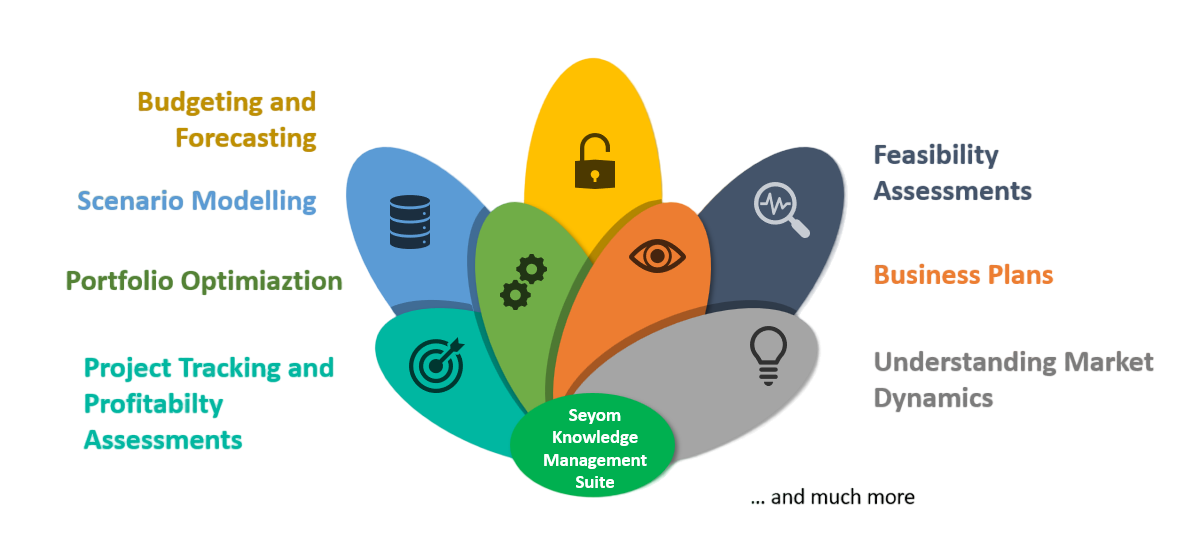 Budgeting and
Forecasting
Scenario Modelling
Portfolio Optimiaztion
Project Tracking and
Profitabilty
Assessments
Feasibility
Assessments
Business Plans
Understanding Market
Dynamics
Seyom
Knowledge
Management
Suite
... and much more